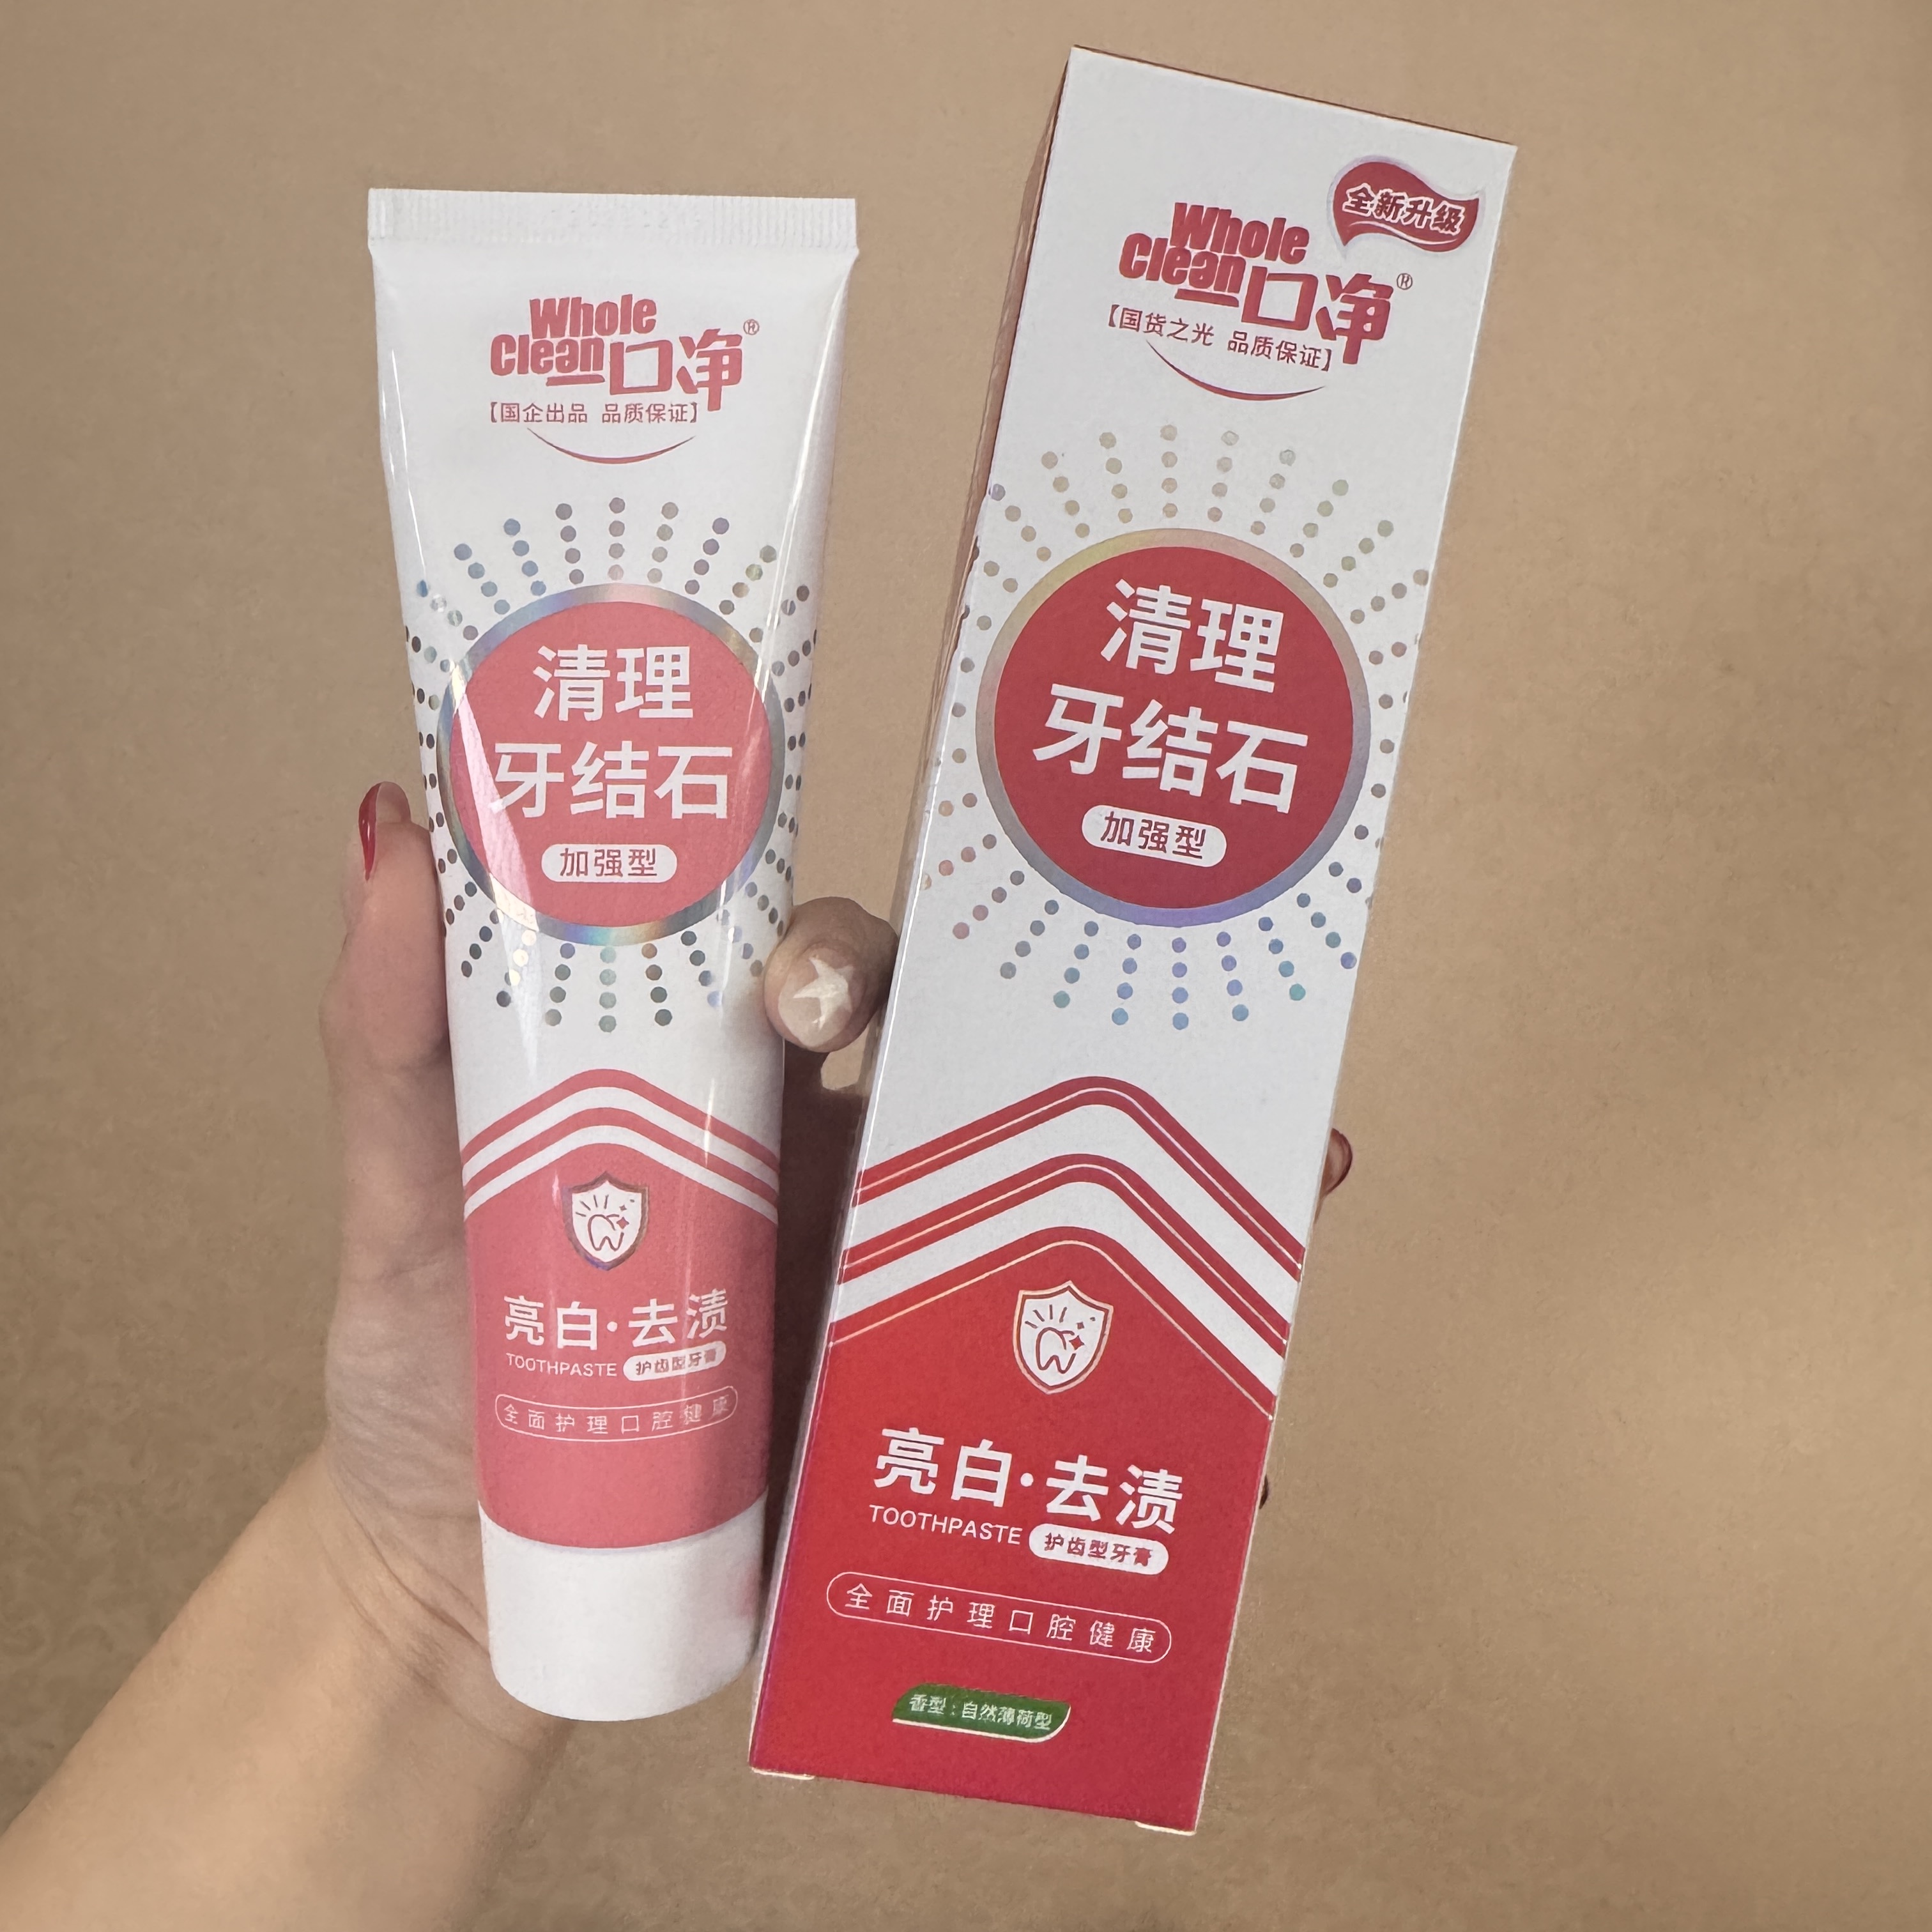 Whole
Clean口净®
【国企出品 品质保证】
清理
牙结石
加强型
亮白·去渍
TOOTHPASTE 护齿型牙膏
全面护理口腔健康
全新升级
Whole
Clean口净®
【国货之光 品质保证】
清理
牙结石
加强型
亮白·去渍
TOOTHPASTE 护齿型牙膏
全面护理口腔健康
香型：自然薄荷型